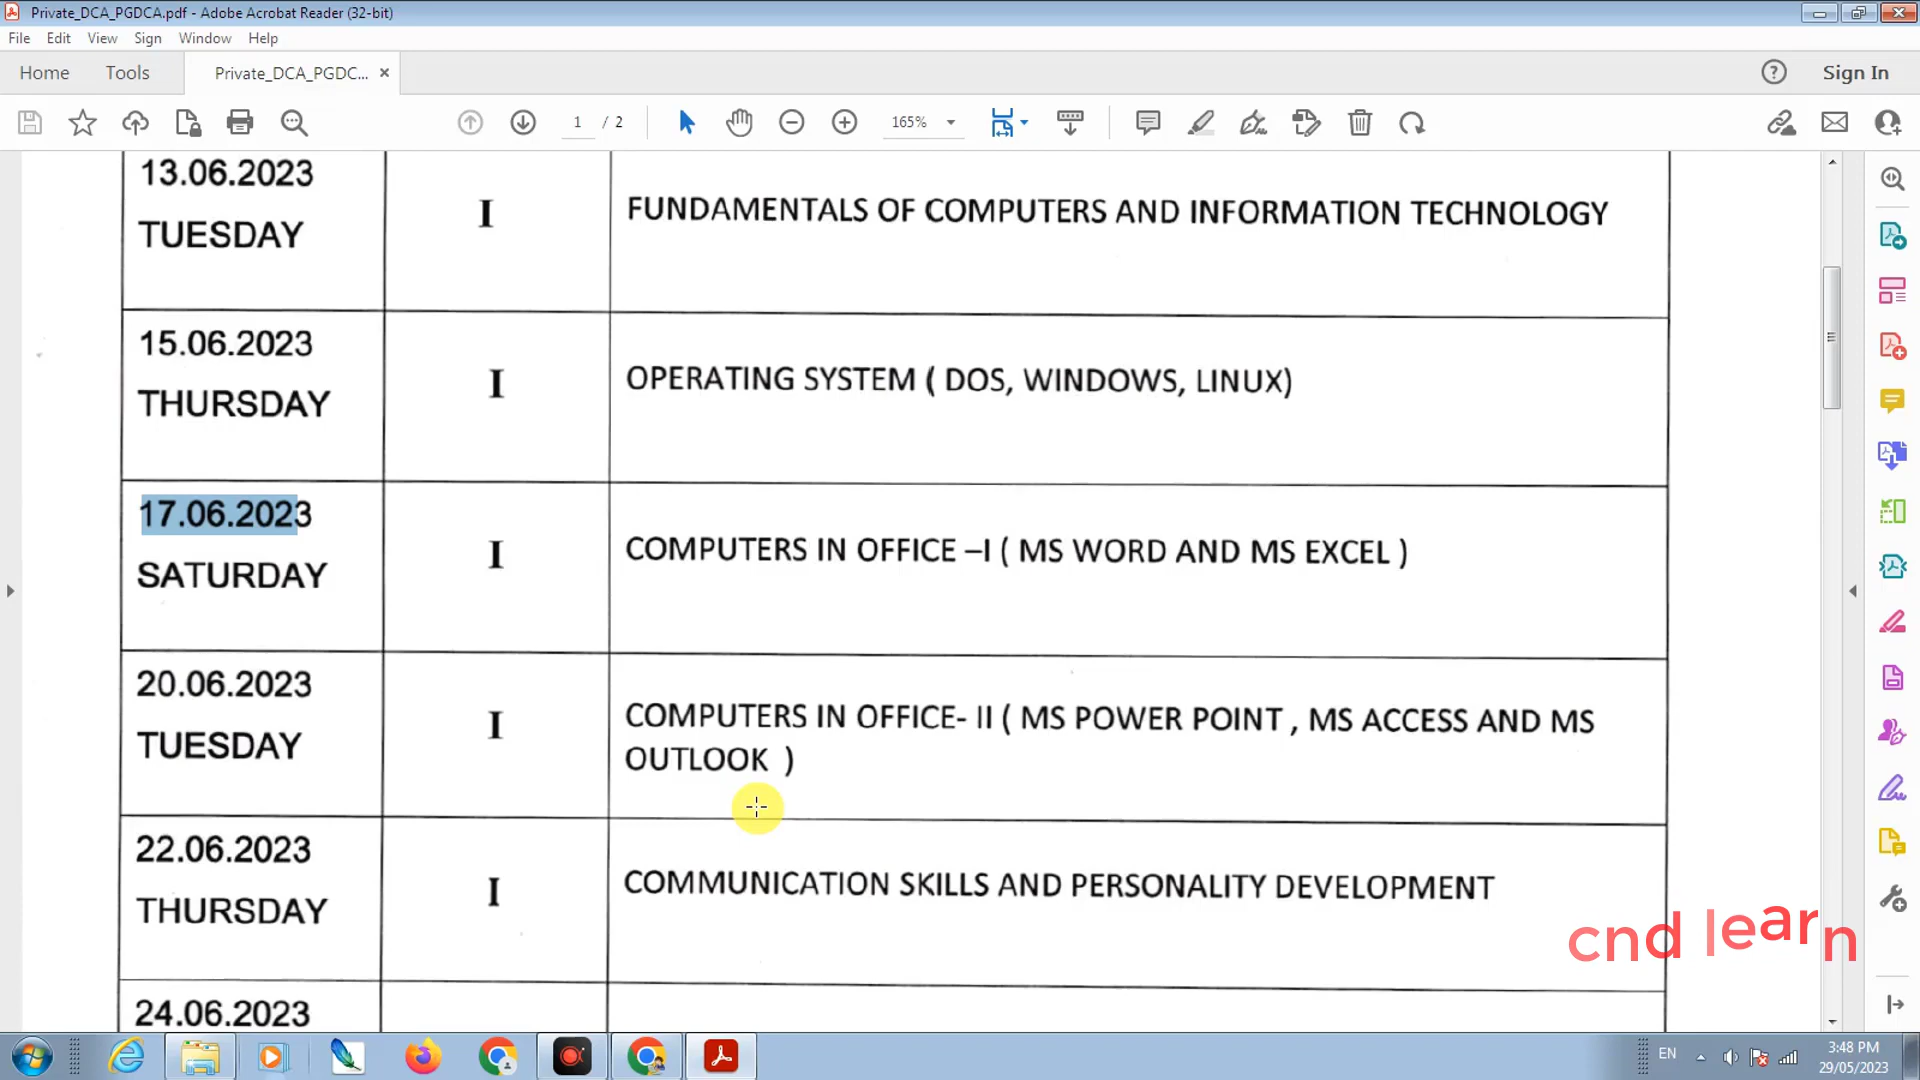 Private_DCA_PGDCA.pdf - Adobe Acrobat Reader (32-bit)
File Edit View Sign Window Help
Home Tools Private_DCA_PGDC... × Sign In
1 / 2 165%
13.06.2023
TUESDAY
I
FUNDAMENTALS OF COMPUTERS AND INFORMATION TECHNOLOGY
15.06.2023
THURSDAY
I
OPERATING SYSTEM ( DOS, WINDOWS, LINUX)
17.06.2023
SATURDAY
I
COMPUTERS IN OFFICE –I ( MS WORD AND MS EXCEL )
20.06.2023
TUESDAY
I
COMPUTERS IN OFFICE- II ( MS POWER POINT , MS ACCESS AND MS
OUTLOOK )
22.06.2023
THURSDAY
I
COMMUNICATION SKILLS AND PERSONALITY DEVELOPMENT
24.06.2023
cnd learn
EN
3:48 PM
29/05/2023